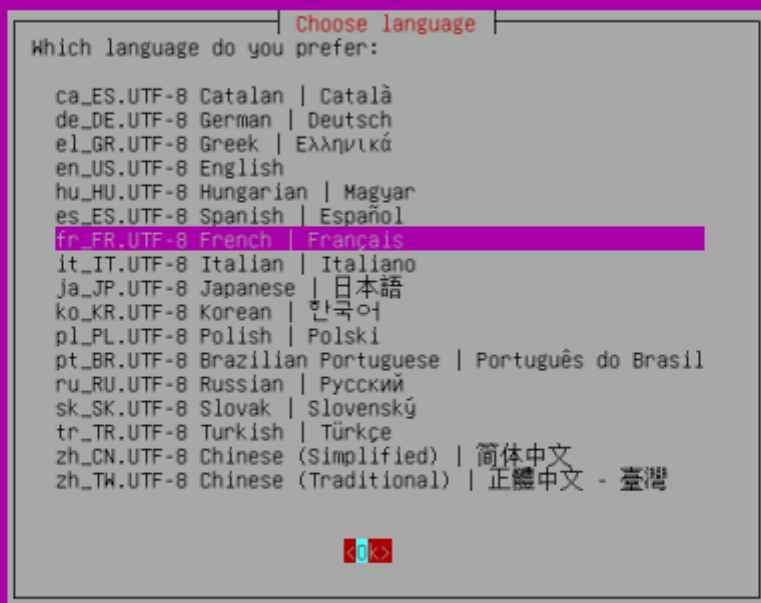 Choose language
Which language do you prefer:
ca_ES.UTF-8 Catalan | Català
de_DE.UTF-8 German | Deutsch
el_GR.UTF-8 Greek | Ελληνικά
en_US.UTF-8 English
hu_HU.UTF-8 Hungarian | Magyar
es_ES.UTF-8 Spanish | Español
fr_FR.UTF-8 French | Français
it_IT.UTF-8 Italian | Italiano
ja_JP.UTF-8 Japanese | 日本語
ko_KR.UTF-8 Korean | 한국어
pl_PL.UTF-8 Polish | Polski
pt_BR.UTF-8 Brazilian Portuguese | Português do Brasil
ru_RU.UTF-8 Russian | Русский
sk_SK.UTF-8 Slovak | Slovenský
tr_TR.UTF-8 Turkish | Türkçe
zh_CN.UTF-8 Chinese (Simplified) | 简体中文
zh_TW.UTF-8 Chinese (Traditional) | 正體中文 - 臺灣
<Ok>